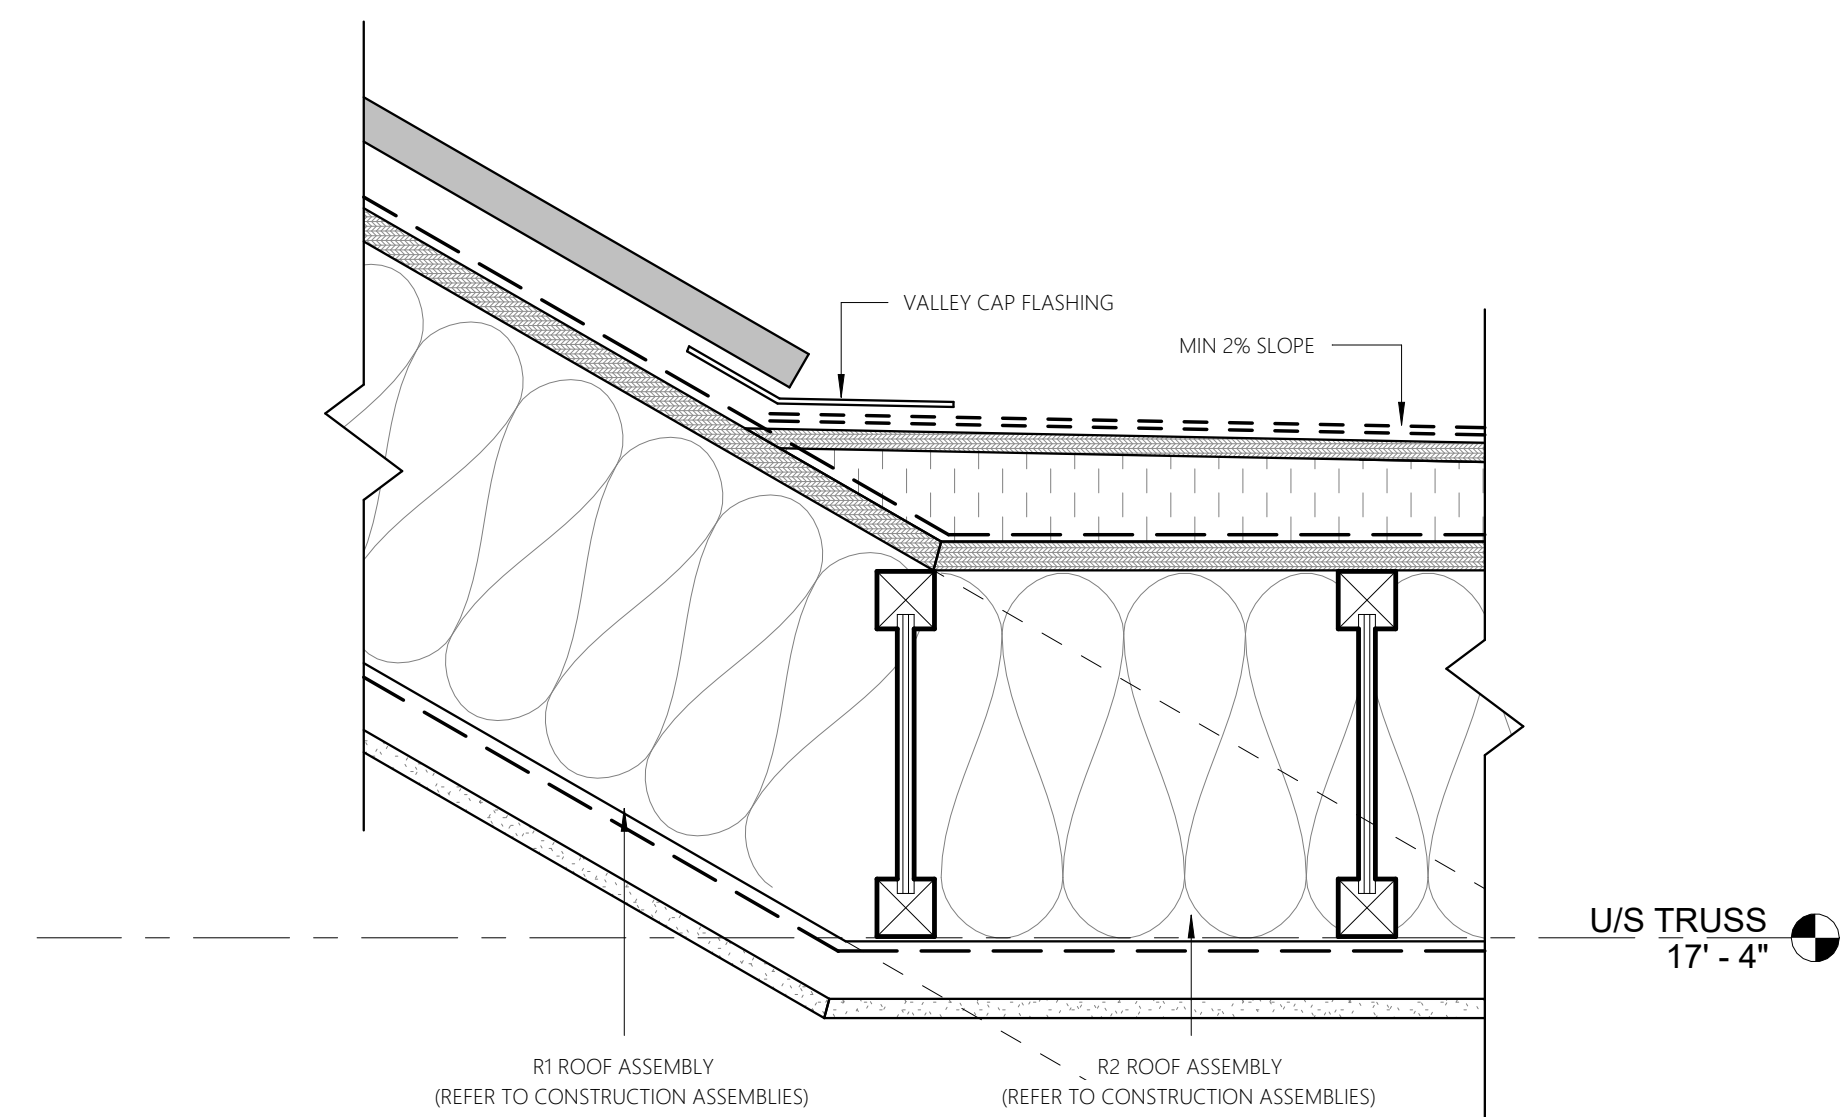 VALLEY CAP FLASHING
MIN 2% SLOPE
U/S TRUSS
17' - 4"
R1 ROOF ASSEMBLY
(REFER TO CONSTRUCTION ASSEMBLIES)
R2 ROOF ASSEMBLY
(REFER TO CONSTRUCTION ASSEMBLIES)